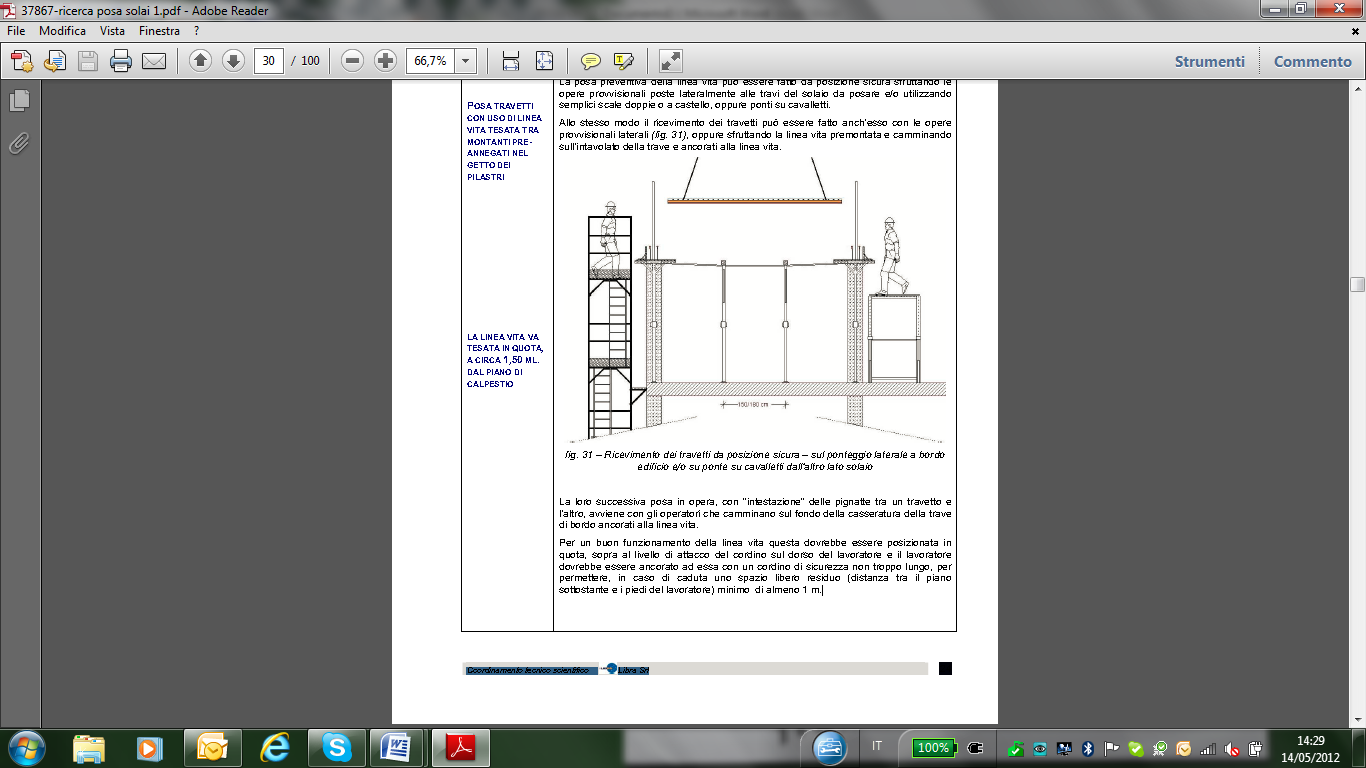 37867-ricerca posa solai 1.pdf - Adobe Reader
File Modifica Vista Finestra ?
30 / 100 66,7% Strumenti Commento
La posa preventiva della linea vita può essere fatto da posizione sicura sfruttando le
opere provvisionali poste lateralmente alle travi del solaio da posare e/o utilizzando
semplici scale doppie o a castello, oppure ponti su cavalletti.
POSA TRAVETTI
CON USO DI LINEA
VITA TESATA TRA
MONTANTI PRE-
ANNEGATI NEL
GETTO DEI
PILASTRI
Allo stesso modo il ricevimento dei travetti può essere fatto anch'esso con le opere
provvisionali laterali (fig. 31), oppure sfruttando la linea vita premontata e camminando
sull'intavolato della trave e ancorati alla linea vita.
LA LINEA VITA VA
TESATA IN QUOTA,
A CIRCA 1,50 ML.
DAL PIANO DI
CALPESTIO
150/180 cm
fig. 31 – Ricevimento dei travetti da posizione sicura – sul ponteggio laterale a bordo
edificio e/o su ponte su cavalletti dall'altro lato solaio
La loro successiva posa in opera, con "intestazione" delle pignatte tra un travetto e
l'altro, avviene con gli operatori che camminano sul fondo della casseratura della trave
di bordo ancorati alla linea vita.
Per un buon funzionamento della linea vita questa dovrebbe essere posizionata in
quota, sopra al livello di attacco del cordino sul dorso del lavoratore e il lavoratore
dovrebbe essere ancorato ad essa con un cordino di sicurezza non troppo lungo, per
permettere, in caso di caduta uno spazio libero residuo (distanza tra il piano
sottostante e i piedi del lavoratore) minimo di almeno 1 m.
Coordinamento tecnico scientifico Libra Srl
IT 100% 14:29
14/05/2012